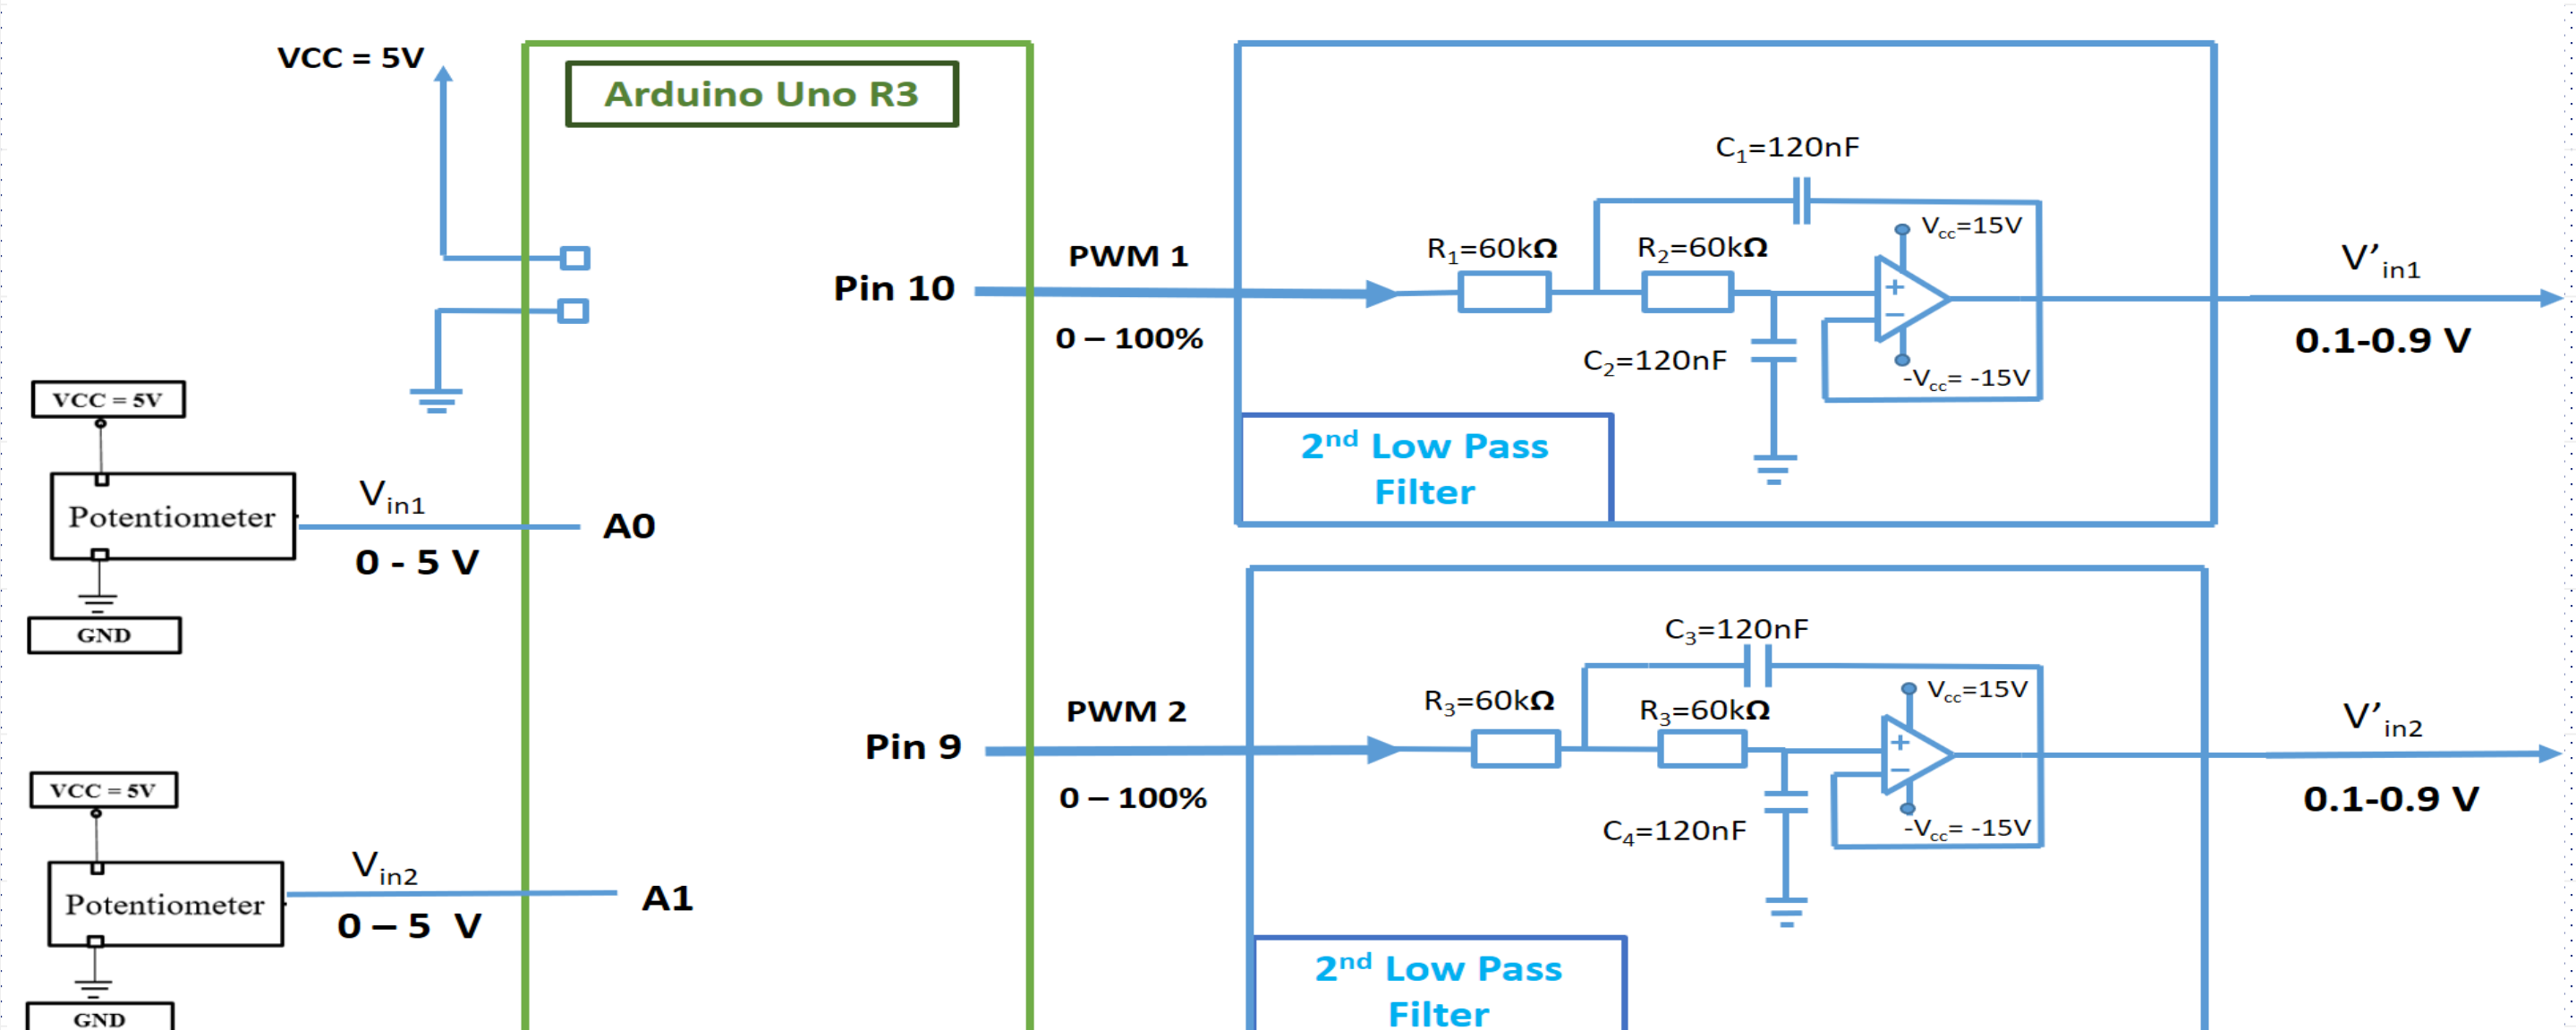 VCC = 5V
Arduino Uno R3
C1=120nF
R1=60kΩ
R2=60kΩ
Vcc=15V
+
−
-Vcc= -15V
C2=120nF
PWM 1
Pin 10
0 – 100%
V’in1
0.1-0.9 V
2nd Low Pass
Filter
VCC = 5V
Potentiometer
GND
Vin1
0 - 5 V
A0
C3=120nF
R3=60kΩ
R3=60kΩ
Vcc=15V
+
−
-Vcc= -15V
C4=120nF
PWM 2
Pin 9
0 – 100%
V’in2
0.1-0.9 V
VCC = 5V
Potentiometer
GND
Vin2
0 – 5 V
A1
2nd Low Pass
Filter